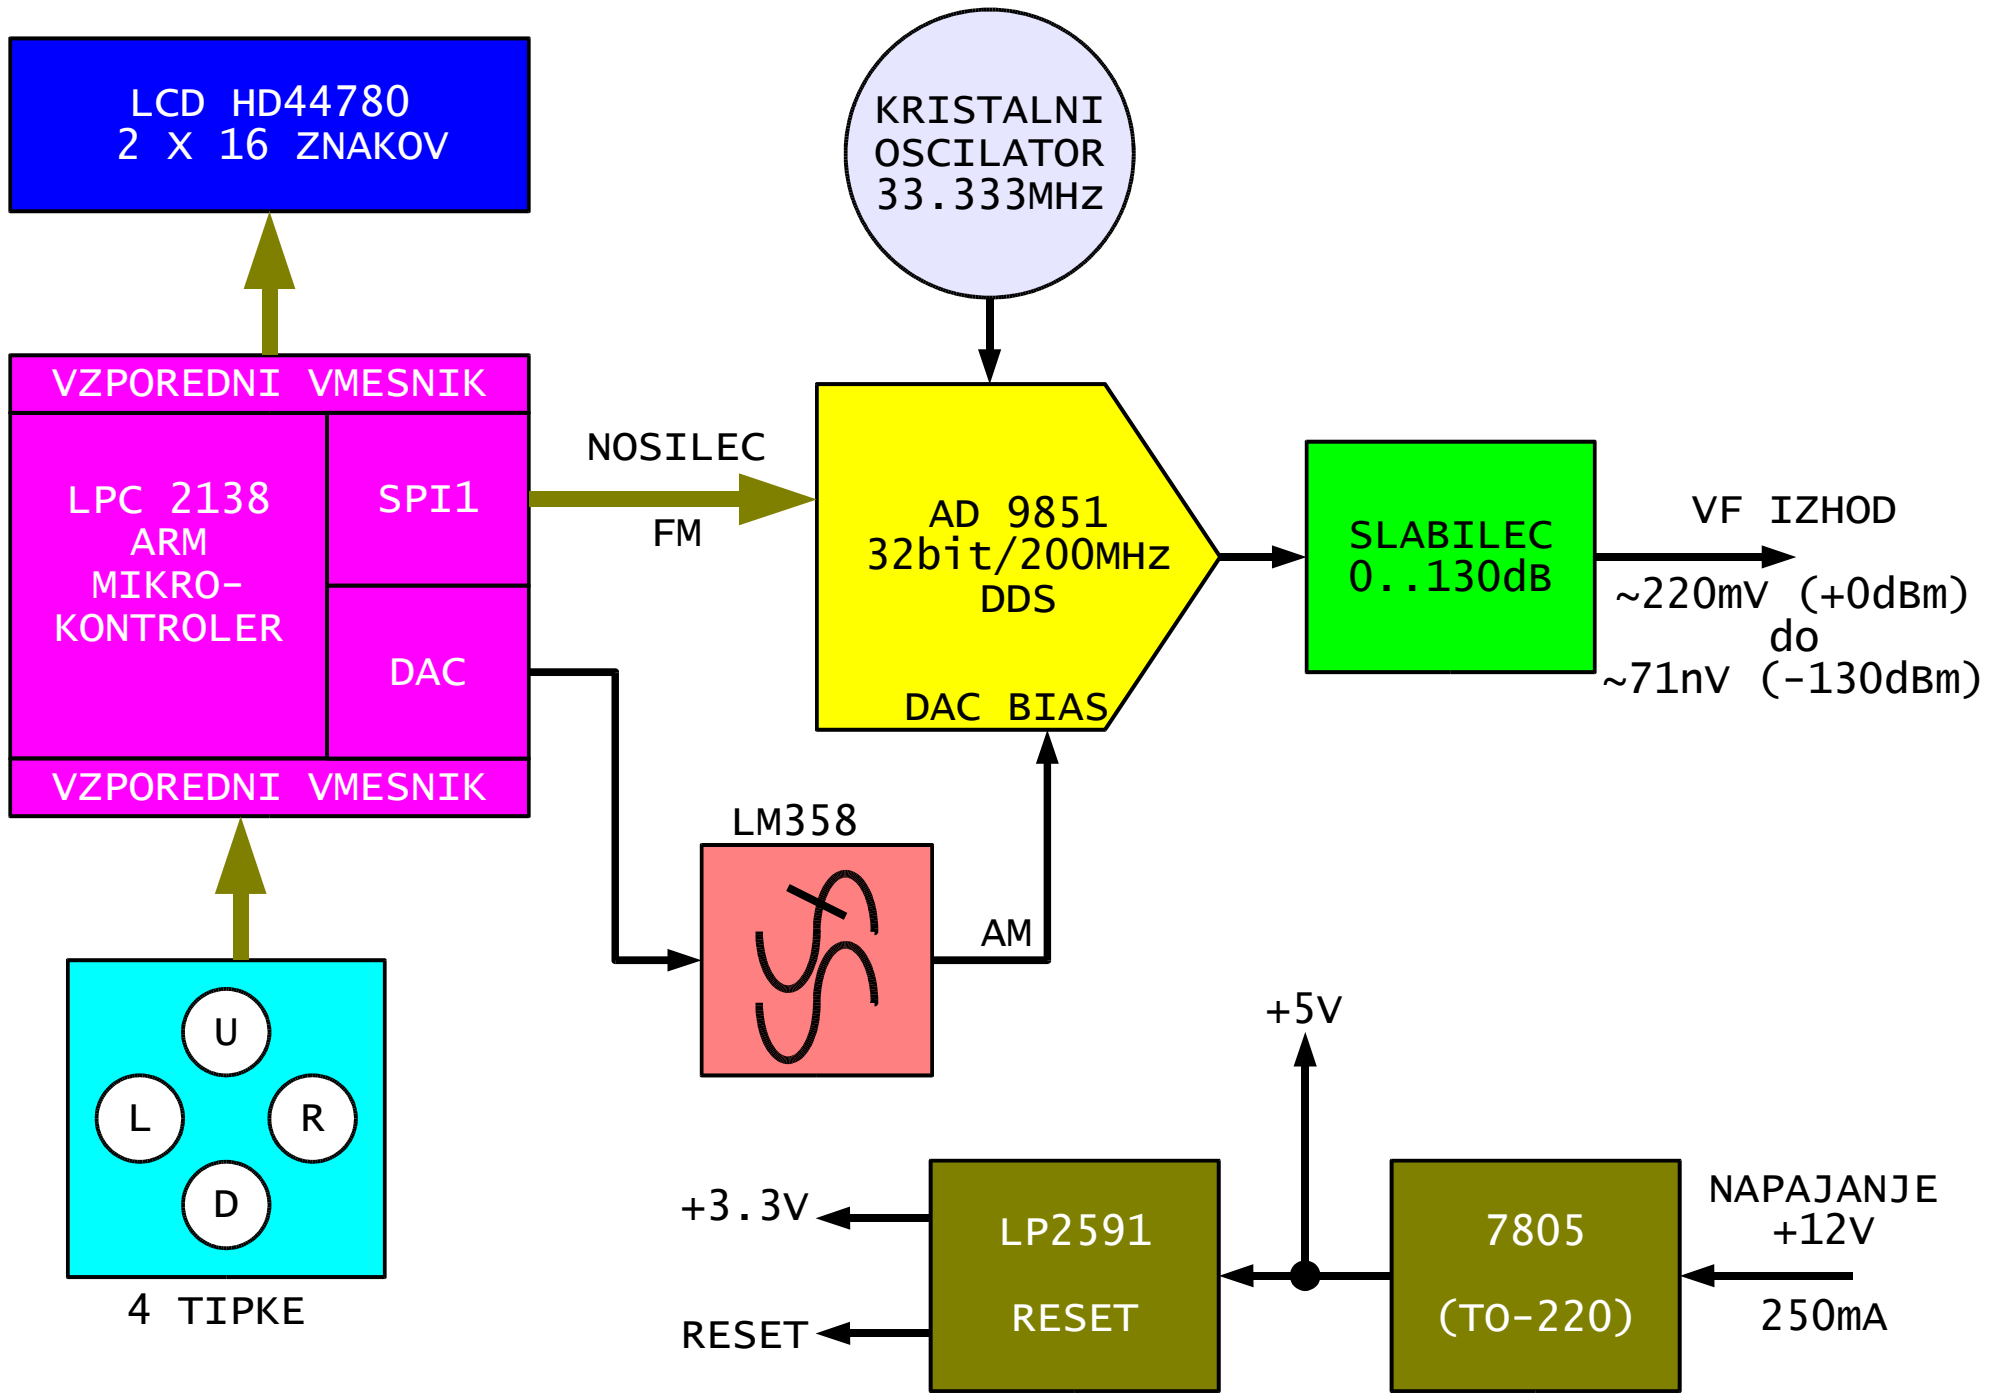 LCD HD44780
2 X 16 ZNAKOV
KRISTALNI
OSCILATOR
33.333MHz
VZPOREDNI VMESNIK
LPC 2138
ARM
MIKRO-
KONTROLER
SPI1
DAC
VZPOREDNI VMESNIK
NOSILEC
FM
AD 9851
32bit/200MHz
DDS
DAC BIAS
SLABILEC
0..130dB
VF IZHOD
~220mV (+0dBm)
do
~71nV (-130dBm)
LM358
AM
U
L
R
D
4 TIPKE
+5V
+3.3V
RESET
LP2591
RESET
7805
(TO-220)
NAPAJANJE
+12V
250mA